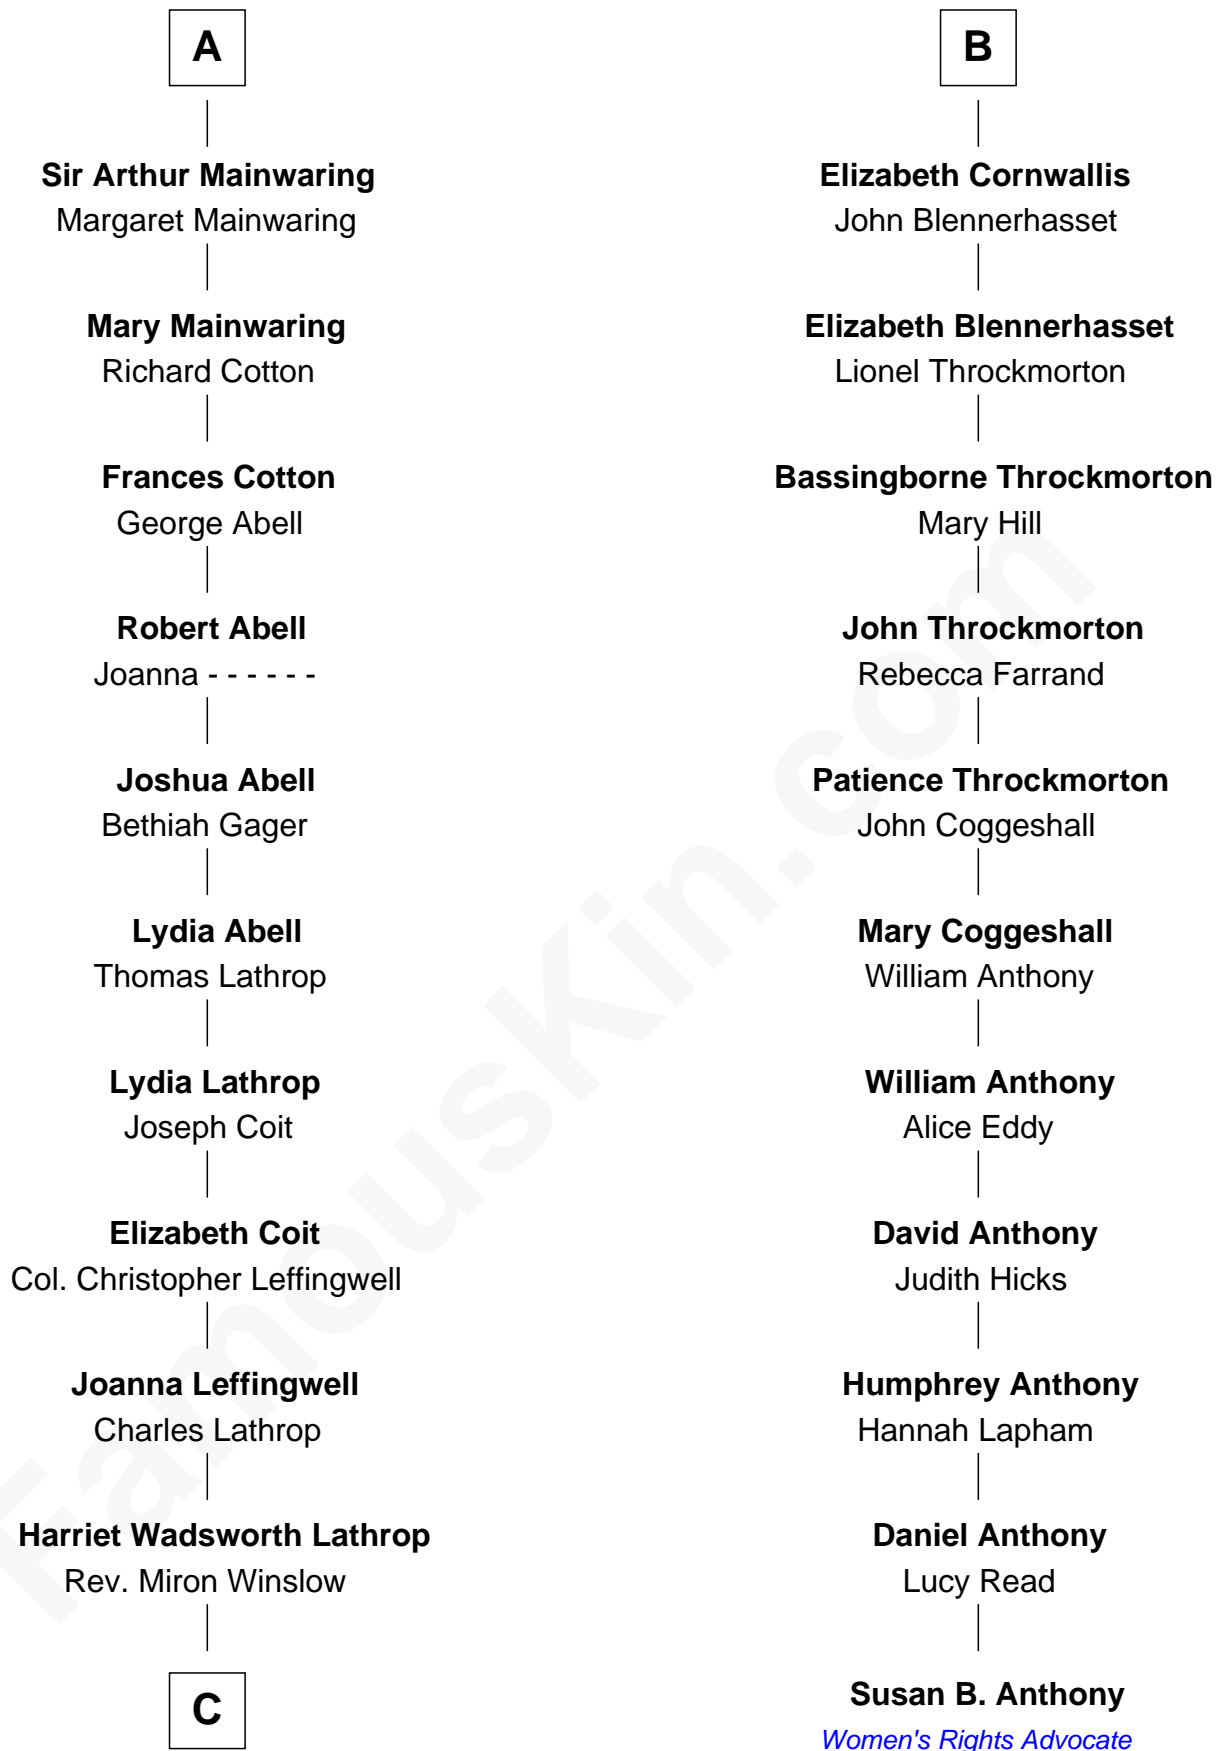 A
Sir Arthur Mainwaring
Margaret Mainwaring
Mary Mainwaring
Richard Cotton
Frances Cotton
George Abell
Robert Abell
Joanna - - - - - -
Joshua Abell
Bethiah Gager
Lydia Abell
Thomas Lathrop
Lydia Lathrop
Joseph Coit
Elizabeth Coit
Col. Christopher Leffingwell
Joanna Leffingwell
Charles Lathrop
Harriet Wadsworth Lathrop
Rev. Miron Winslow
C
B
Elizabeth Cornwallis
John Blennerhasset
Elizabeth Blennerhasset
Lionel Throckmorton
Bassingborne Throckmorton
Mary Hill
John Throckmorton
Rebecca Farrand
Patience Throckmorton
John Coggeshall
Mary Coggeshall
William Anthony
William Anthony
Alice Eddy
David Anthony
Judith Hicks
Humphrey Anthony
Hannah Lapham
Daniel Anthony
Lucy Read
Susan B. Anthony
Women's Rights Advocate
FamousKin.com